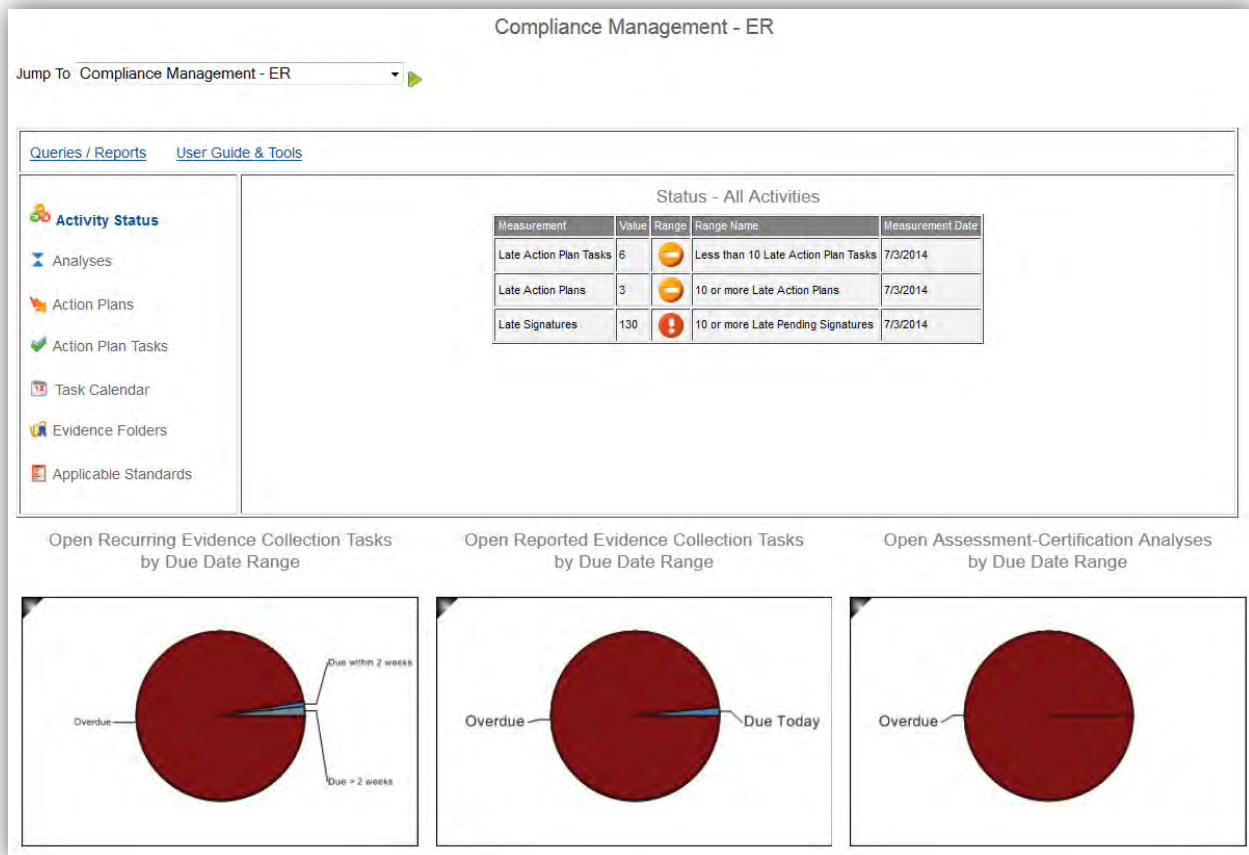 Compliance Management - ER
Jump To Compliance Management - ER
Queries / Reports User Guide & Tools
Activity Status
Analyses
Action Plans
Action Plan Tasks
Task Calendar
Evidence Folders
Applicable Standards
Status - All Activities
Measurement Value Range Range Name Measurement Date
Late Action Plan Tasks 6 Less than 10 Late Action Plan Tasks 7/3/2014
Late Action Plans 3 10 or more Late Action Plans 7/3/2014
Late Signatures 130 10 or more Late Pending Signatures 7/3/2014
Open Recurring Evidence Collection Tasks
by Due Date Range
Overdue
Due within 2 weeks
Due > 2 weeks
Open Reported Evidence Collection Tasks
by Due Date Range
Overdue
Due Today
Open Assessment-Certification Analyses
by Due Date Range
Overdue